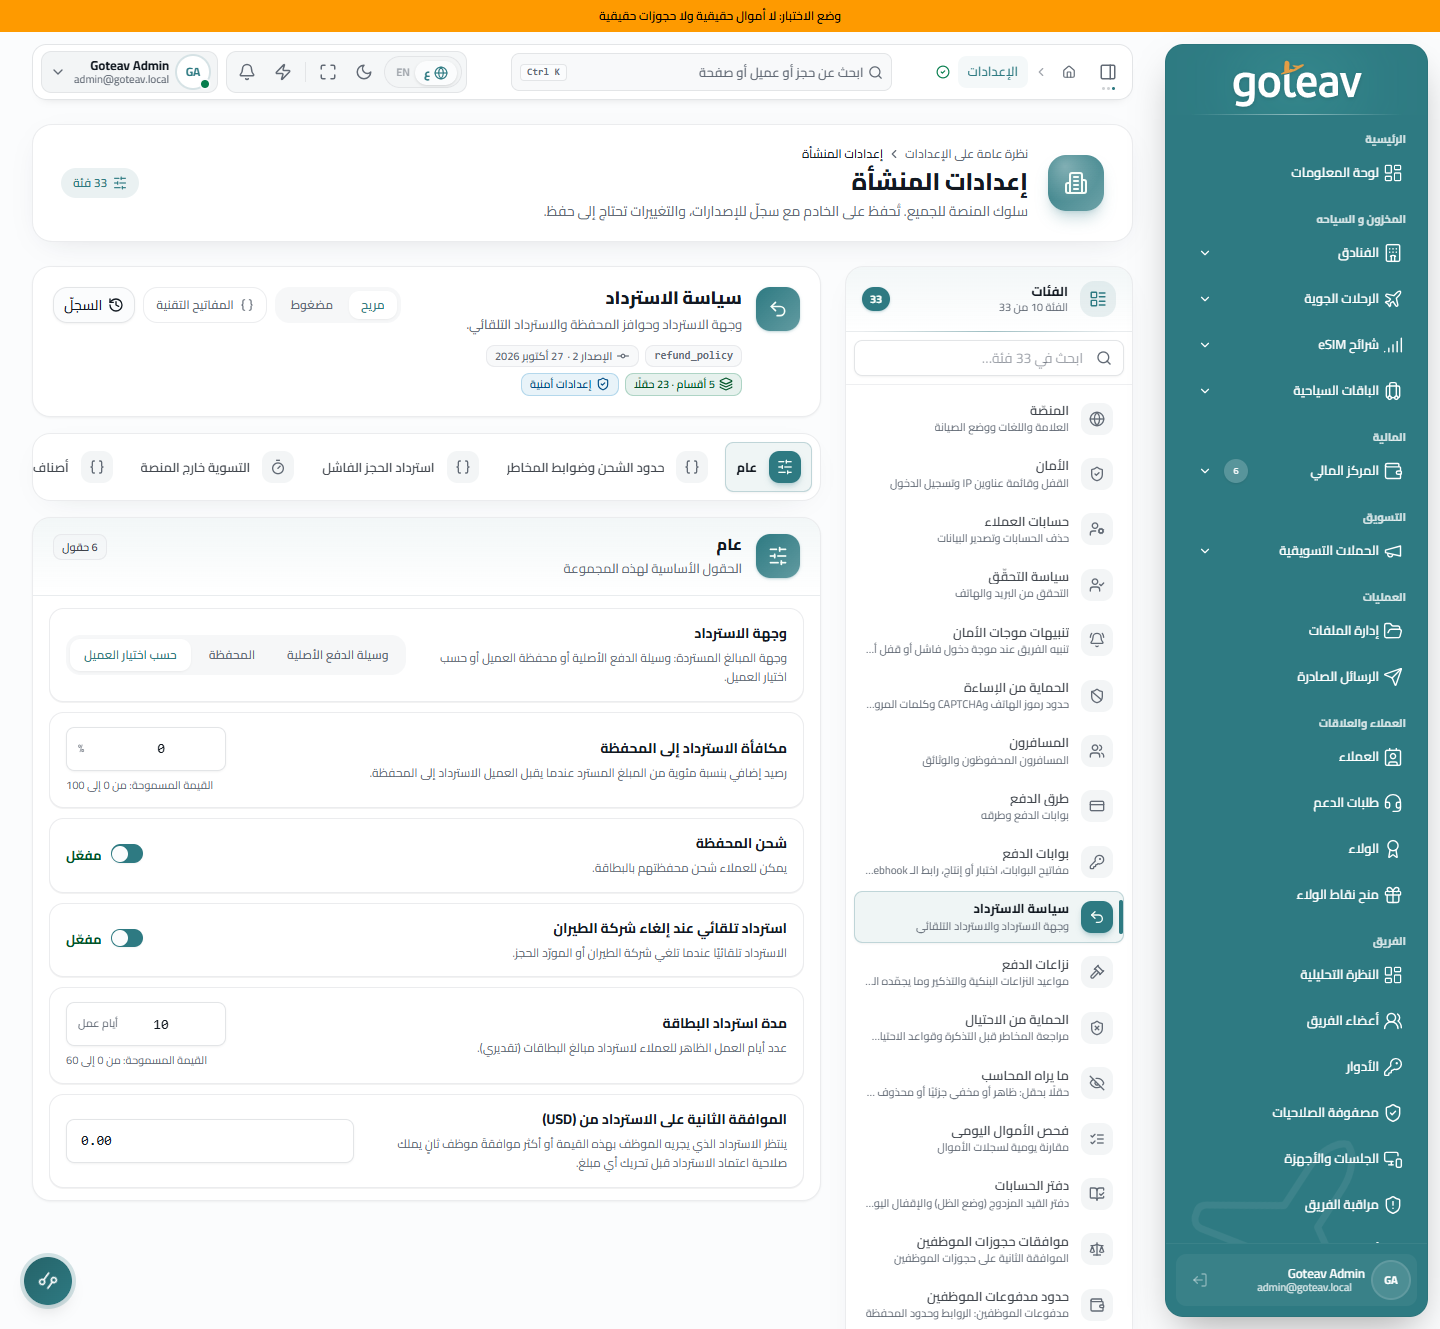 وضع الاختبار: لا أموال حقيقية ولا حجوزات حقيقية
goteav
الرئيسية
لوحة المعلومات
المخزون و السياحه
الفنادق
الرحلات الجوية
شرائح eSIM
الباقات السياحية
المالية
المركز المالي
6
التسويق
الحملات التسويقية
العمليات
إدارة الملفات
الرسائل الصادرة
العملاء والعلاقات
العملاء
طلبات الدعم
الولاء
منح نقاط الولاء
الفريق
النظرة التحليلية
أعضاء الفريق
الأدوار
مصفوفة الصلاحيات
الجلسات والأجهزة
مراقبة الفريق
GA
Goteav Admin
admin@goteav.local
الإعدادات
ابحث عن حجز أو عميل أو صفحة
Ctrl K
ع
EN
GA
Goteav Admin
admin@goteav.local
نظرة عامة على الإعدادات
إعدادات المنشأة
إعدادات المنشأة
سلوك المنصة للجميع. تُحفظ على الخادم مع سجلّ للإصدارات، والتغييرات تحتاج إلى حفظ.
33 فئة
الفئات
الفئة 10 من 33
33
ابحث في 33 فئة...
المنصّة
العلامة واللغات ووضع الصيانة
الأمان
القفل وقائمة عناوين IP وتسجيل الدخول
حسابات العملاء
حذف الحسابات وتصدير البيانات
سياسة التحقّق
التحقق من البريد والهاتف
تنبيهات موجات الأمان
تنبيه الفريق عند موجة دخول فاشل أو قفل أ...
الحماية من الإساءة
حدود رموز الهاتف وCAPTCHA وكلمات المرو...
المسافرون
المسافرون المحفوظون والوثائق
طرق الدفع
بوابات الدفع وطرقه
بوابات الدفع
مفاتيح البوابات، اختبار أو إنتاج، رابط الـ ebhook...
سياسة الاسترداد
وجهة الاسترداد والاسترداد التلقائي
نزاعات الدفع
مواعيد النزاعات البنكية والتذكير وما يجمّده الـ...
الحماية من الاحتيال
مراجعة المخاطر قبل التذكرة وقواعد الاحتيا...
ما يراه المحاسب
حقلًا بحقل: ظاهر أو مخفي جزئيًا أو محذوف ...
فحص الأموال اليومي
مقارنة يومية لسجلات الأموال
دفتر الحسابات
دفتر القيد المزدوج (وضع الظل) والإقفال اليو...
موافقات حجوزات الموظفين
الموافقة الثانية على حجوزات الموظفين
حدود مدفوعات الموظفين
مدفوعات الموظفين: الروابط وحدود المحفظة
سياسة الاسترداد
وجهة الاسترداد وحوافز المحفظة والاسترداد التلقائي.
refund_policy
الإصدار 2 · 27 أكتوبر 2026
5 أقسام · 23 حقلًا
إعدادات أمنية
مريح
مضغوط
المفاتيح التقنية
السجلّ
عام
حدود الشحن وضوابط المخاطر
استرداد الحجز الفاشل
التسوية خارج المنصة
أصناف
عام
الحقول الأساسية لهذه المجموعة
6 حقول
وجهة الاسترداد
وجهة المبالغ المستردة: وسيلة الدفع الأصلية أو محفظة العميل أو حسب
اختيار العميل.
وسيلة الدفع الأصلية
المحفظة
حسب اختيار العميل
مكافأة الاسترداد إلى المحفظة
رصيد إضافي بنسبة مئوية من المبلغ المسترد عندما يقبل العميل الاسترداد إلى المحفظة.
0
%
القيمة المسموحة: من 0 إلى 100
شحن المحفظة
يمكن للعملاء شحن محفظتهم بالبطاقة.
مفعّل
استرداد تلقائي عند إلغاء شركة الطيران
الاسترداد تلقائيًا عندما تلغي شركة الطيران أو المورّد الحجز.
مفعّل
مدة استرداد البطاقة
عدد أيام العمل الظاهر للعملاء لاسترداد مبالغ البطاقات (تقديري).
10
أيام عمل
القيمة المسموحة: من 0 إلى 60
الموافقة الثانية على الاسترداد من (USD)
ينتظر الاسترداد الذي يجريه الموظف بهذه القيمة أو أكثر موافقةَ موظف ثانٍ يملك
صلاحية اعتماد الاسترداد قبل تحريك أي مبلغ.
0.00